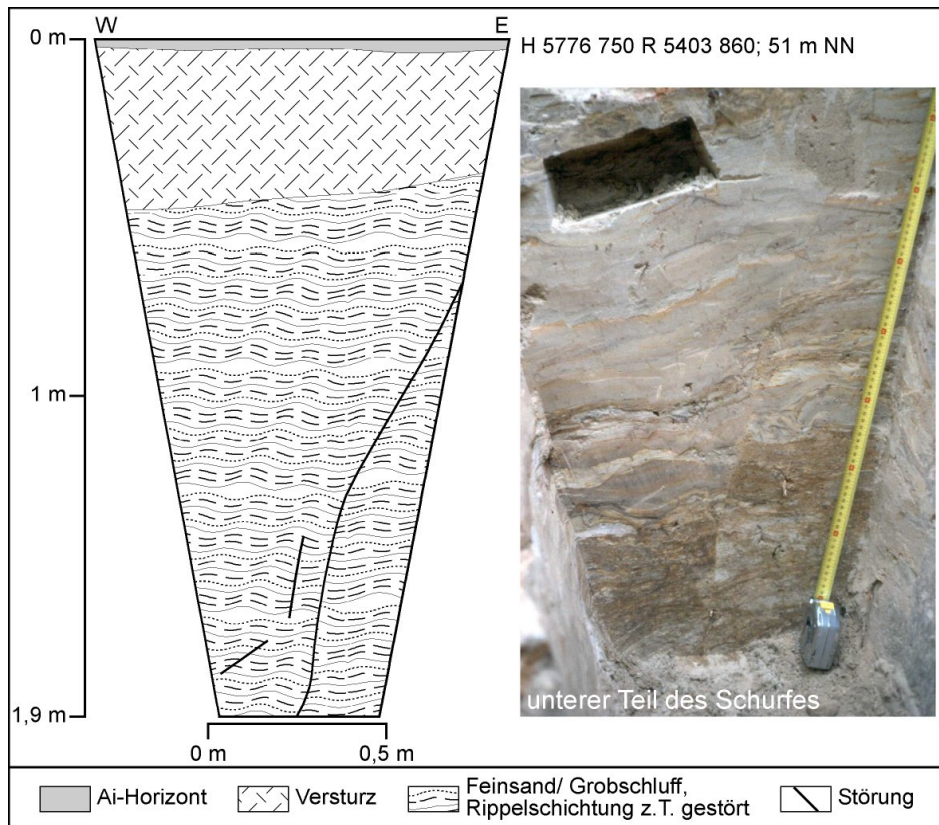 W
E
0 m
H 5776 750 R 5403 860; 51 m NN
1 m
1,9 m
unterer Teil des Schurfes
0 m
0,5 m
Ai-Horizont
Versturz
Feinsand/ Grobschluff,
Rippelschichtung z.T. gestört
Störung